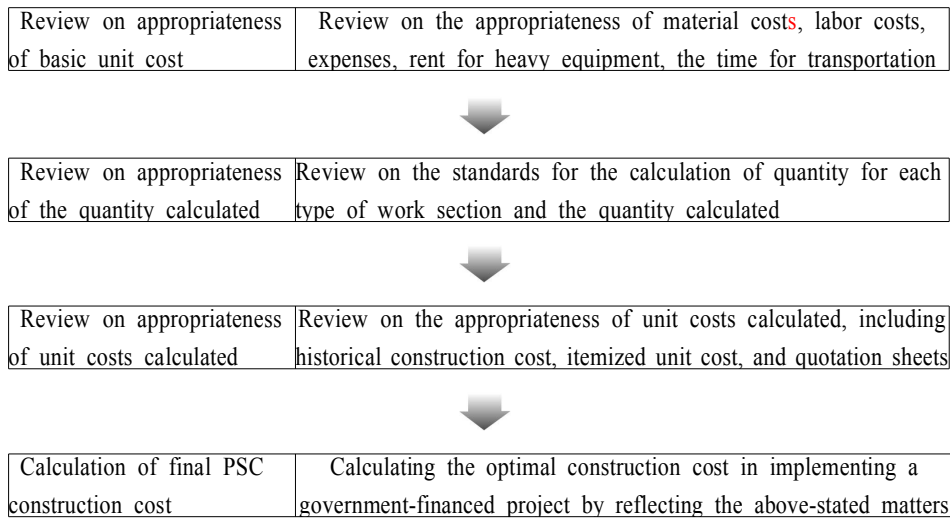 Review on appropriateness
of basic unit cost
Review on the appropriateness of material costs, labor costs,
expenses, rent for heavy equipment, the time for transportation
Review on appropriateness
of the quantity calculated
Review on the standards for the calculation of quantity for each
type of work section and the quantity calculated
Review on appropriateness
of unit costs calculated
Review on the appropriateness of unit costs calculated, including
historical construction cost, itemized unit cost, and quotation sheets
Calculation of final PSC
construction cost
Calculating the optimal construction cost in implementing a
government-financed project by reflecting the above-stated matters